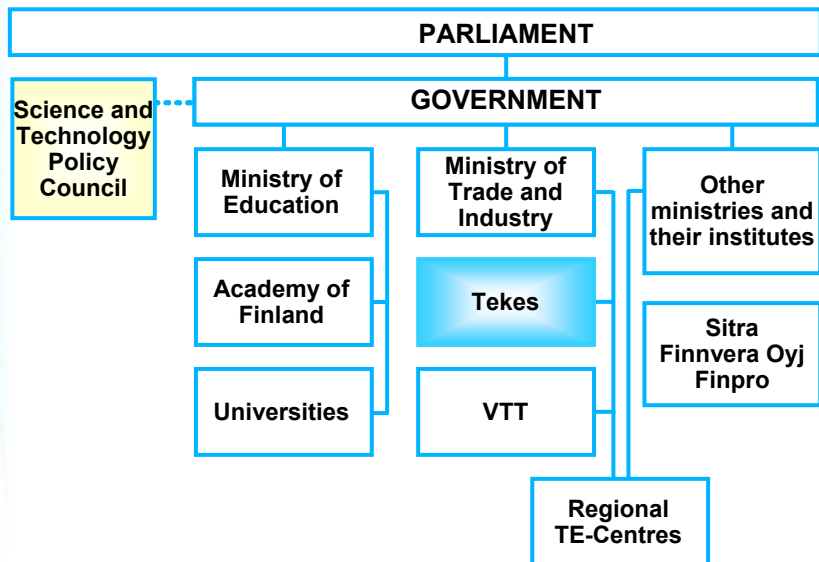 PARLIAMENT
Science and
Technology
Policy
Council
GOVERNMENT
Ministry of
Education
Ministry of
Trade and
Industry
Other
ministries and
their institutes
Academy of
Finland
Tekes
Sitra
Finnvera Oyj
Finpro
Universities
VTT
Regional
TE-Centres